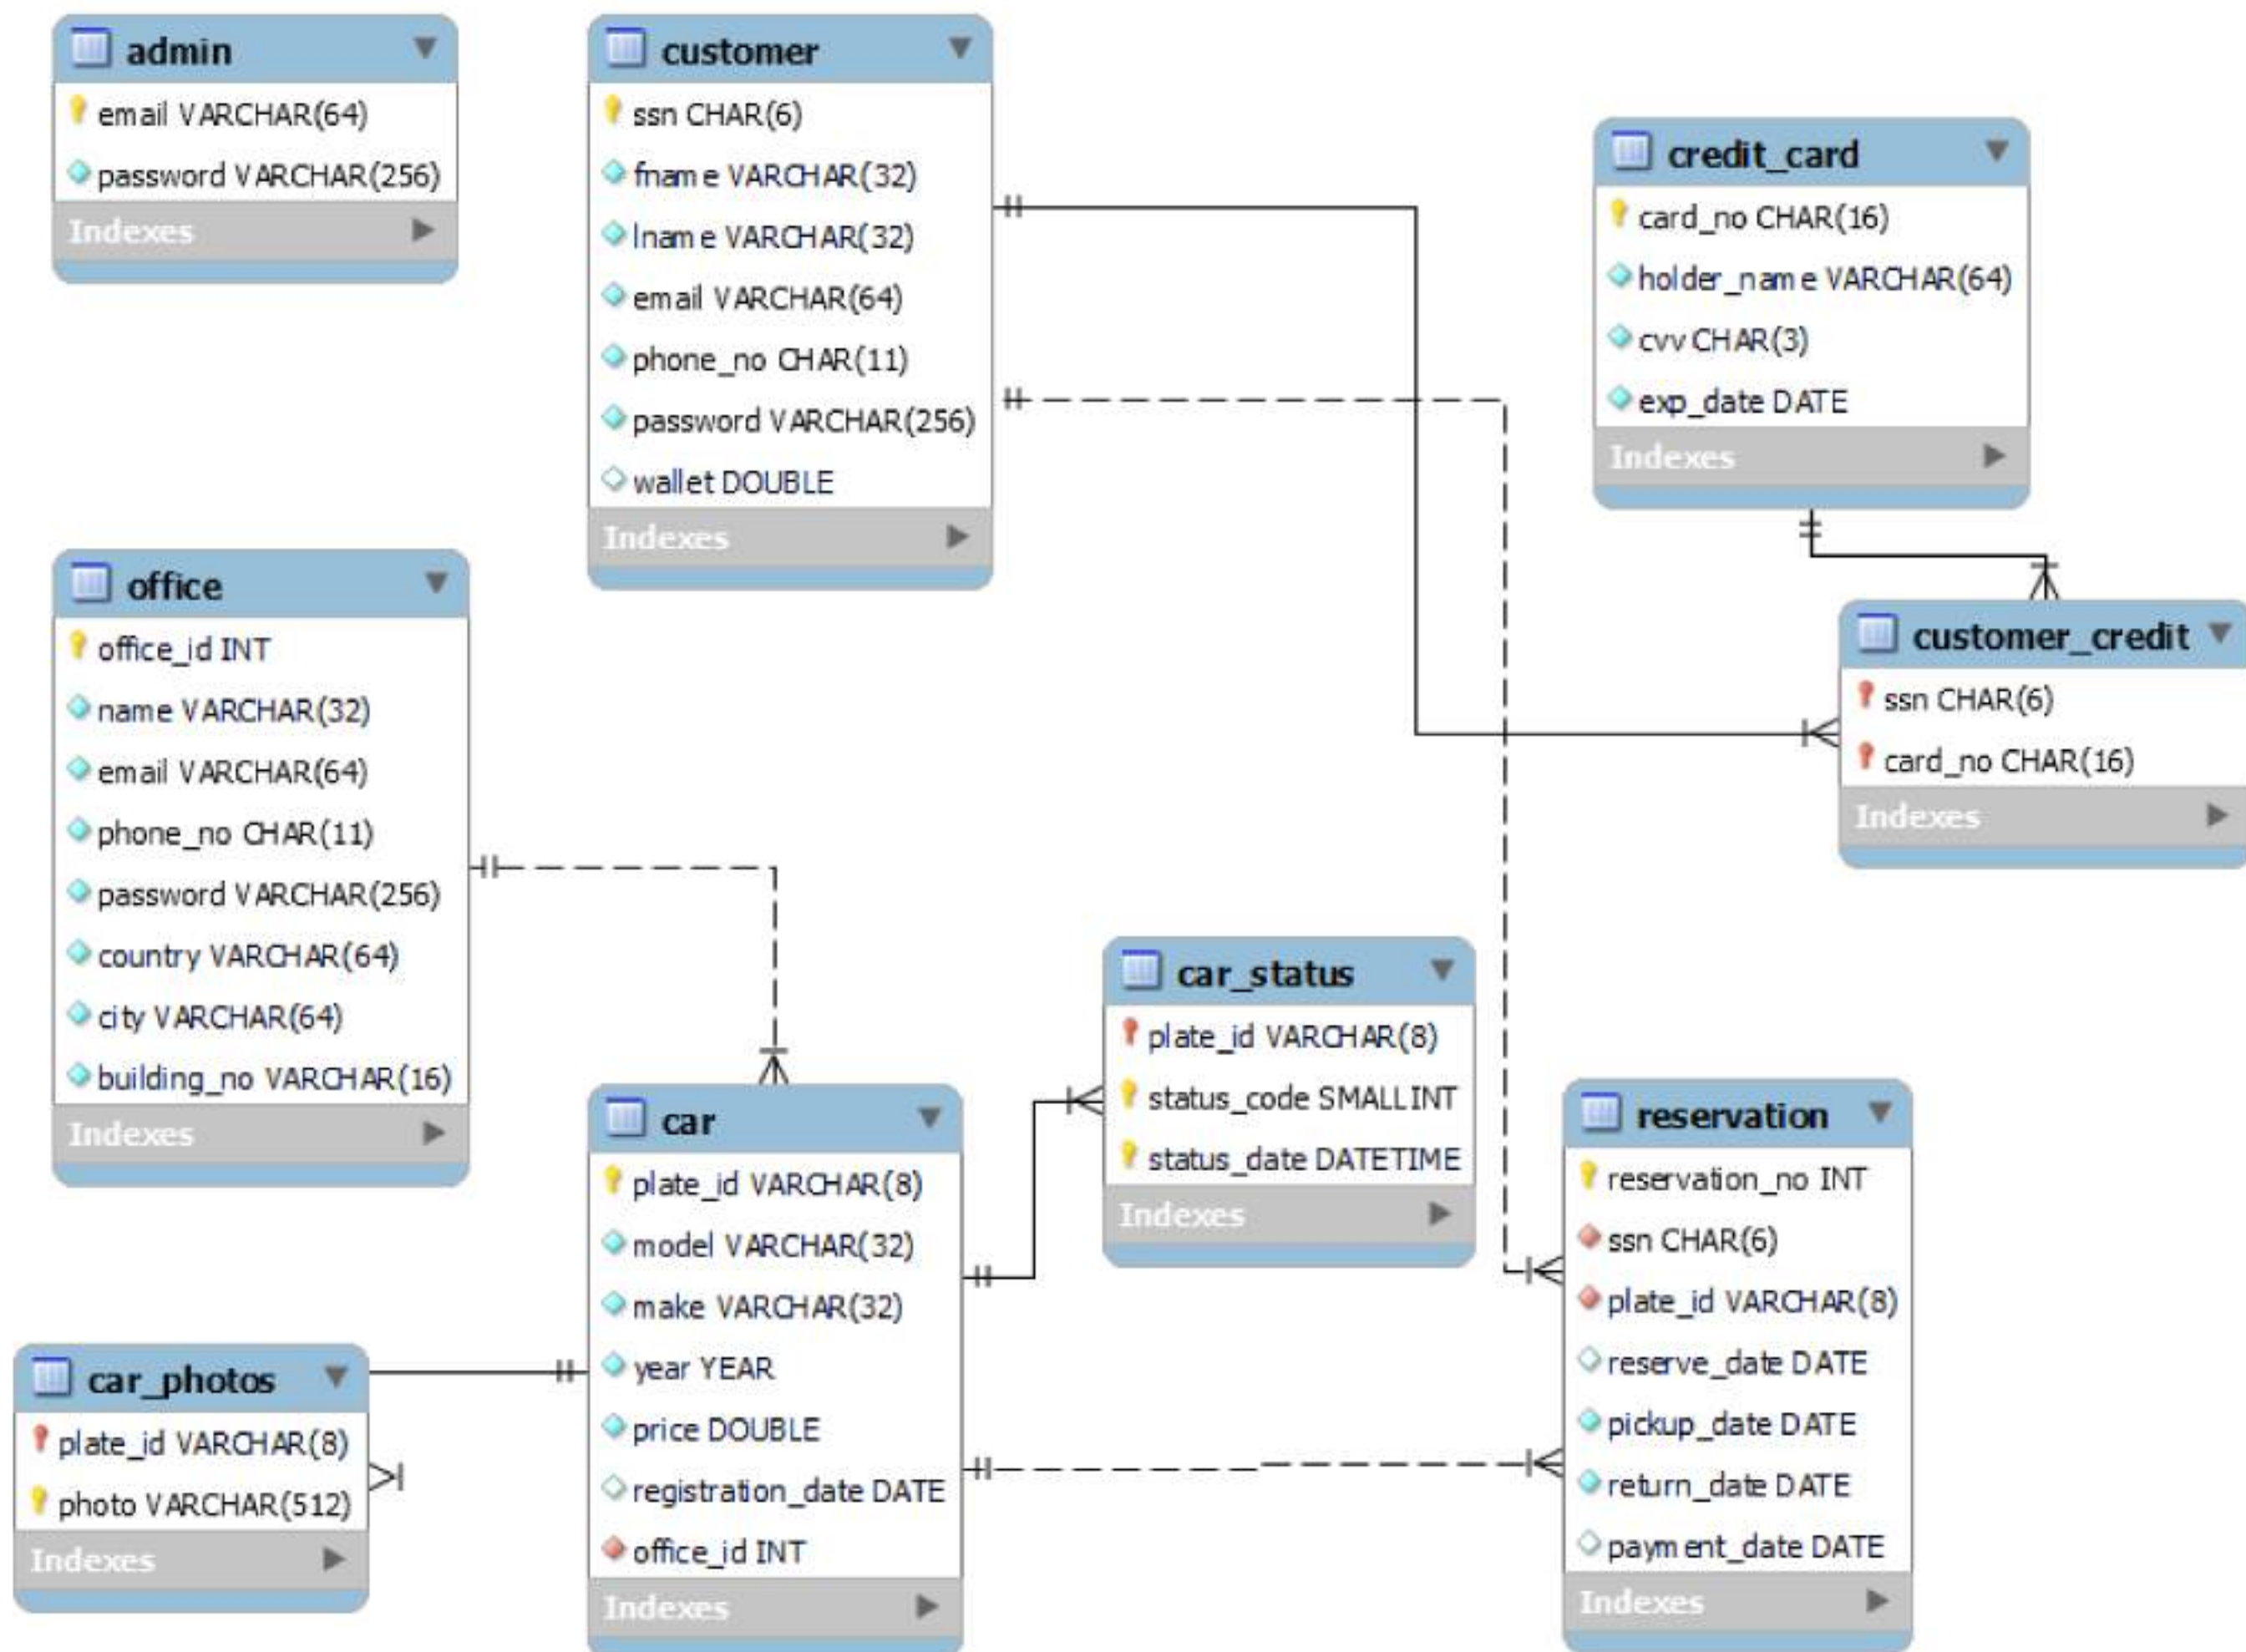 admin
email VARCHAR(64)
password VARCHAR(256)
Indexes
customer
ssn CHAR(6)
fname VARCHAR(32)
lname VARCHAR(32)
email VARCHAR(64)
phone_no CHAR(11)
password VARCHAR(256)
wallet DOUBLE
Indexes
credit_card
card_no CHAR(16)
holder_name VARCHAR(64)
cvv CHAR(3)
exp_date DATE
Indexes
customer_credit
ssn CHAR(6)
card_no CHAR(16)
Indexes
office
office_id INT
name VARCHAR(32)
email VARCHAR(64)
phone_no CHAR(11)
password VARCHAR(256)
country VARCHAR(64)
city VARCHAR(64)
building_no VARCHAR(16)
Indexes
car_status
plate_id VARCHAR(8)
status_code SMALLINT
status_date DATETIME
Indexes
car
plate_id VARCHAR(8)
model VARCHAR(32)
make VARCHAR(32)
year YEAR
price DOUBLE
registration_date DATE
office_id INT
Indexes
reservation
reservation_no INT
ssn CHAR(6)
plate_id VARCHAR(8)
reserve_date DATE
pickup_date DATE
return_date DATE
payment_date DATE
Indexes
car_photos
plate_id VARCHAR(8)
photo VARCHAR(512)
Indexes